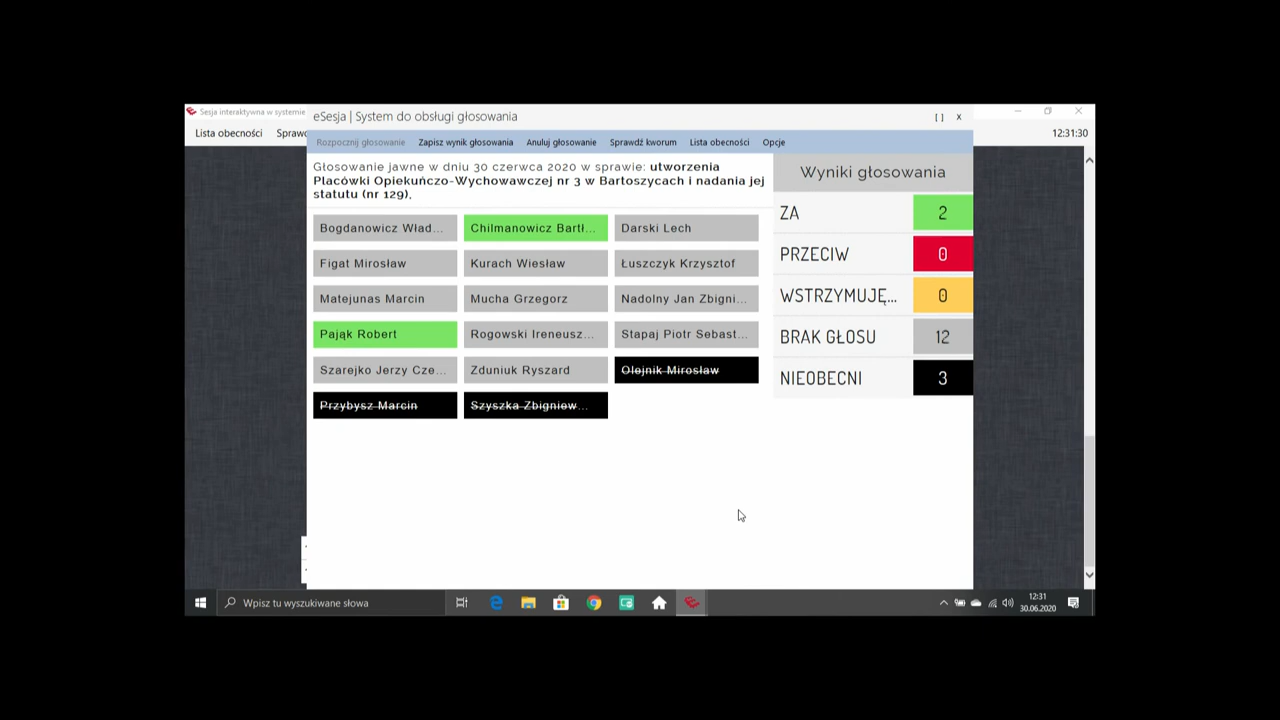 Sesja interaktywna w systemie
eSesja | System do obsługi głosowania
[ ] x
Lista obecności
12:31:30
Rozpocznij głosowanie Zapisz wynik głosowania Anuluj głosowanie Sprawdź kworum Lista obecności Opcje
Głosowanie jawne w dniu 30 czerwca 2020 w sprawie: utworzenia
Placówki Opiekuńczo-Wychowawczej nr 3 w Bartoszycach i nadania jej
statutu (nr 129),
Bogdanowicz Wład... Chilmanowicz Bartł... Darski Lech
Figat Mirosław Kurach Wiesław Łuszczyk Krzysztof
Matejunas Marcin Mucha Grzegorz Nadolny Jan Zbigni...
Pająk Robert Rogowski Ireneusz... Stapaj Piotr Sebast...
Szarejko Jerzy Cze... Zduniuk Ryszard Olejnik Mirosław
Przybysz Marcin Szyszka Zbigniew...
Wyniki głosowania
ZA 2
PRZECIW 0
WSTRZYMUJĘ... 0
BRAK GŁOSU 12
NIEOBECNI 3
Wpisz tu wyszukiwane słowa
12:31
30.06.2020